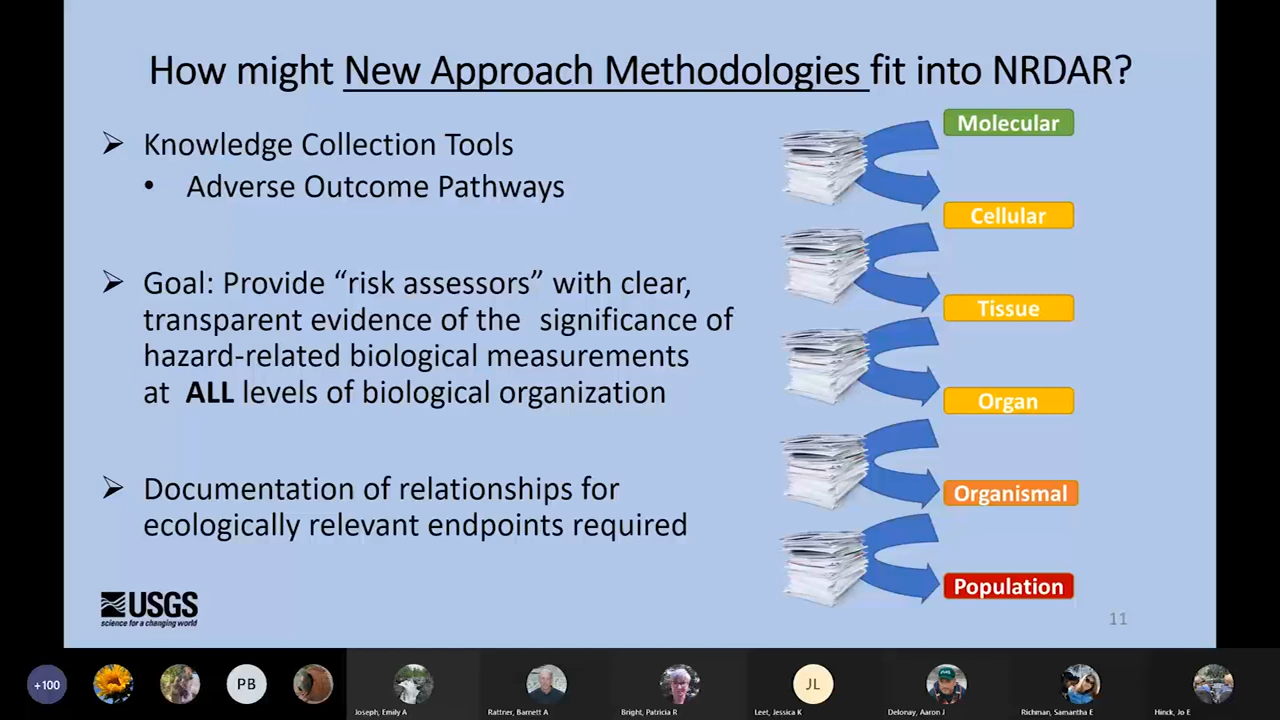 How might New Approach Methodologies fit into NRDAR?
➢ Knowledge Collection Tools
• Adverse Outcome Pathways
➢ Goal: Provide “risk assessors” with clear,
transparent evidence of the significance of
hazard-related biological measurements
at ALL levels of biological organization
➢ Documentation of relationships for
ecologically relevant endpoints required
Molecular
Cellular
Tissue
Organ
Organismal
Population
USGS
science for a changing world
11
+100
PB
JL
Joseph, Emily A
Rattner, Barnett A
Bright, Patricia R
Leet, Jessica K
Delonay, Aaron J
Richman, Samantha E
Hinck, Jo E